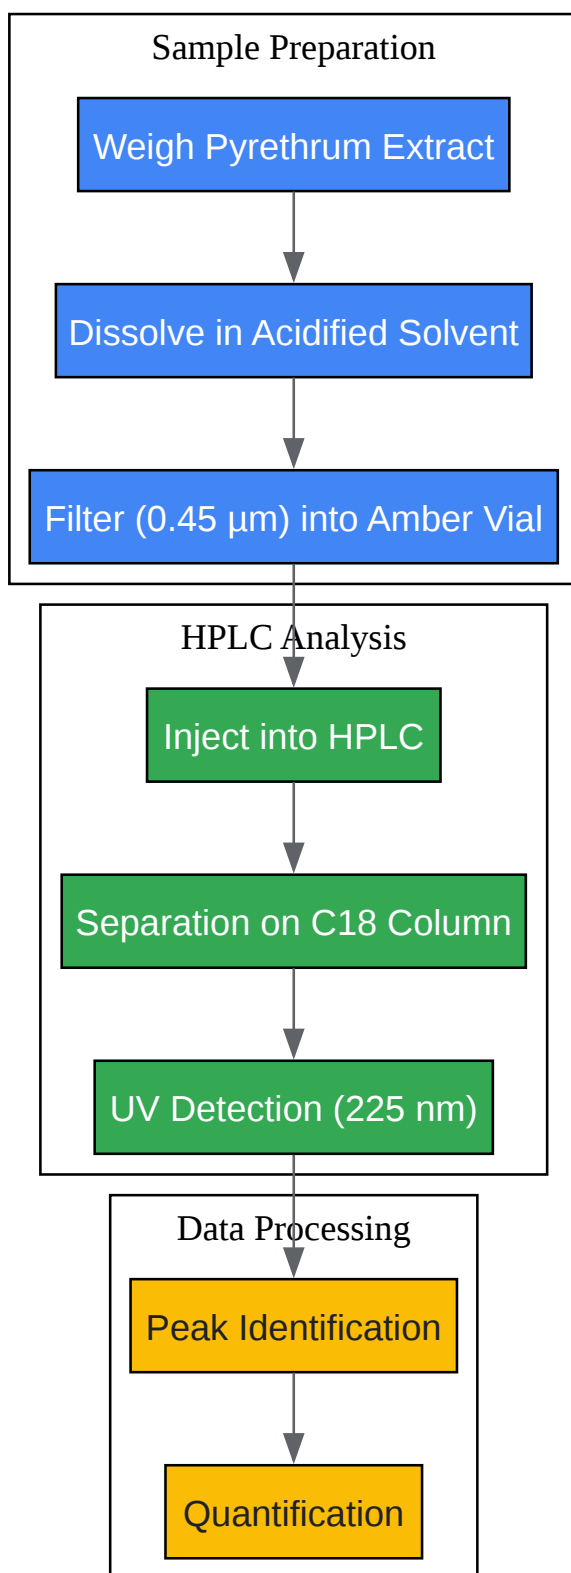 Sample Preparation
Weigh Pyrethrum Extract
Dissolve in Acidified Solvent
Filter (0.45 µm) into Amber Vial
HPLC Analysis
Inject into HPLC
Separation on C18 Column
UV Detection (225 nm)
Data Processing
Peak Identification
Quantification